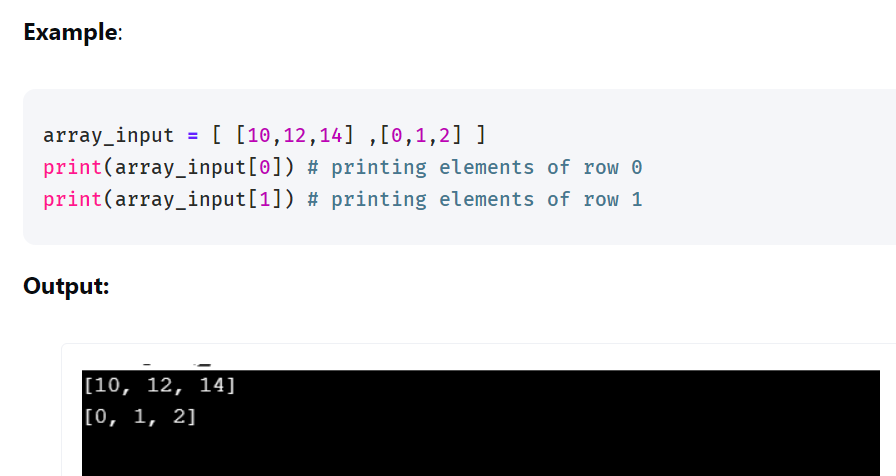 Example:
array_input = [ [10,12,14] ,[0,1,2] ]
print(array_input[0]) # printing elements of row 0
print(array_input[1]) # printing elements of row 1
Output:
[10, 12, 14]
[0, 1, 2]